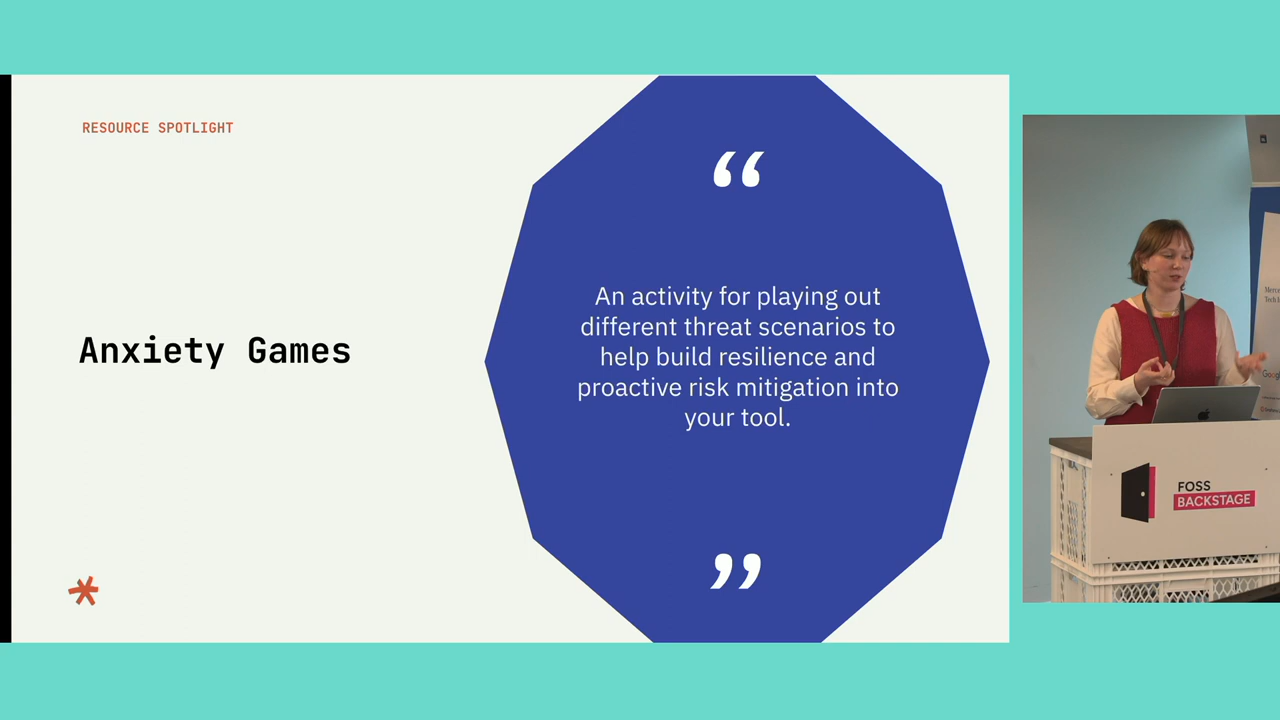 RESOURCE SPOTLIGHT
Anxiety Games
“
An activity for playing out
different threat scenarios to
help build resilience and
proactive risk mitigation into
your tool.
”
FOSS
BACKSTAGE
Google